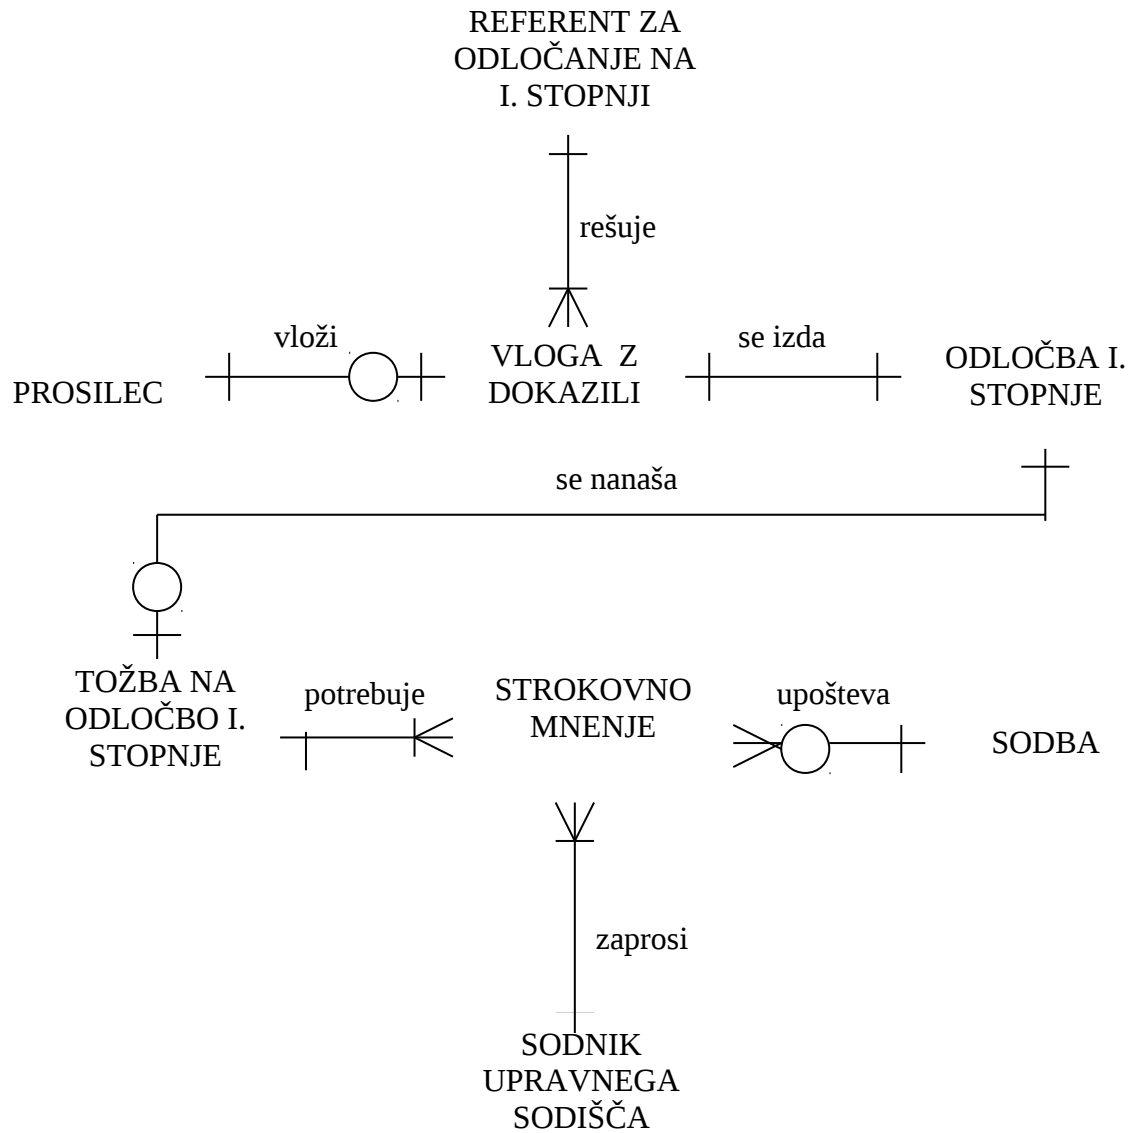 REFERENT ZA
ODLOČANJE NA
I. STOPNJI
rešuje
vloži
se izda
PROSILEC
VLOGA  Z
DOKAZILI
ODLOČBA I.
STOPNJE
se nanaša
TOŽBA NA
ODLOČBO I.
STOPNJE
potrebuje
STROKOVNO
MNENJE
upošteva
SODBA
zaprosi
SODNIK
UPRAVNEGA
SODIŠČA